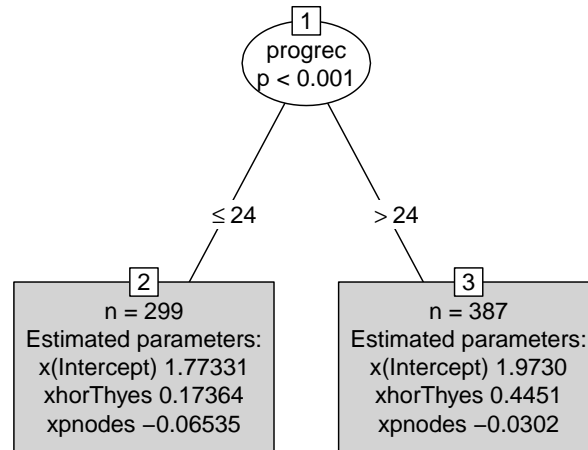 1
progrec
p < 0.001
≤ 24
> 24
2
n = 299
Estimated parameters:
x(Intercept) 1.77331
xhorThyes 0.17364
xpnodes −0.06535
3
n = 387
Estimated parameters:
x(Intercept) 1.9730
xhorThyes 0.4451
xpnodes −0.0302